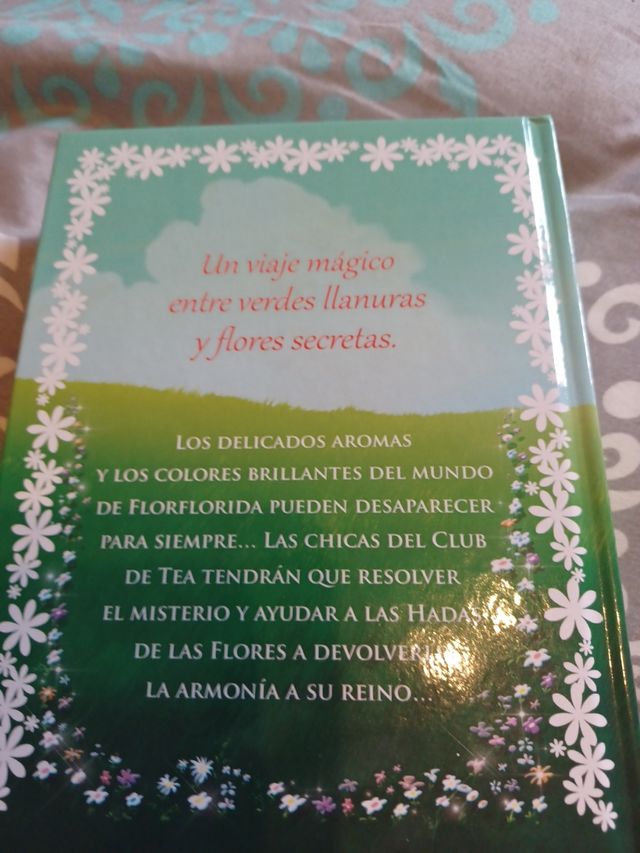 Un viaje mágico
entre verdes llanuras
y flores secretas.
LOS DELICADOS AROMAS
Y LOS COLORES BRILLANTES DEL MUNDO
DE FLORFLORIDA PUEDEN DESAPARECER
PARA SIEMPRE... LAS CHICAS DEL CLUB
DE TEA TENDRÁN QUE RESOLVER
EL MISTERIO Y AYUDAR A LAS HADAS
DE LAS FLORES A DEVOLVER
LA ARMONÍA A SU REINO...